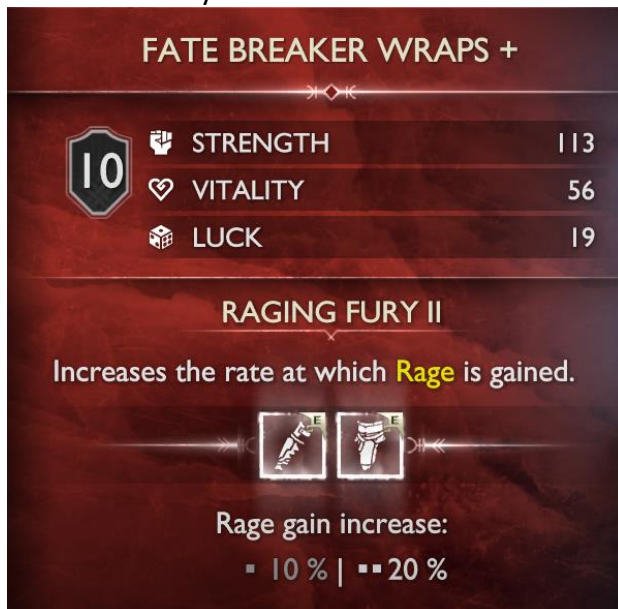 FATE BREAKER WRAPS +
10
STRENGTH 113
VITALITY 56
LUCK 19
RAGING FURY II
Increases the rate at which Rage is gained.
E E
Rage gain increase:
▪ 10 % | ▪▪ 20 %